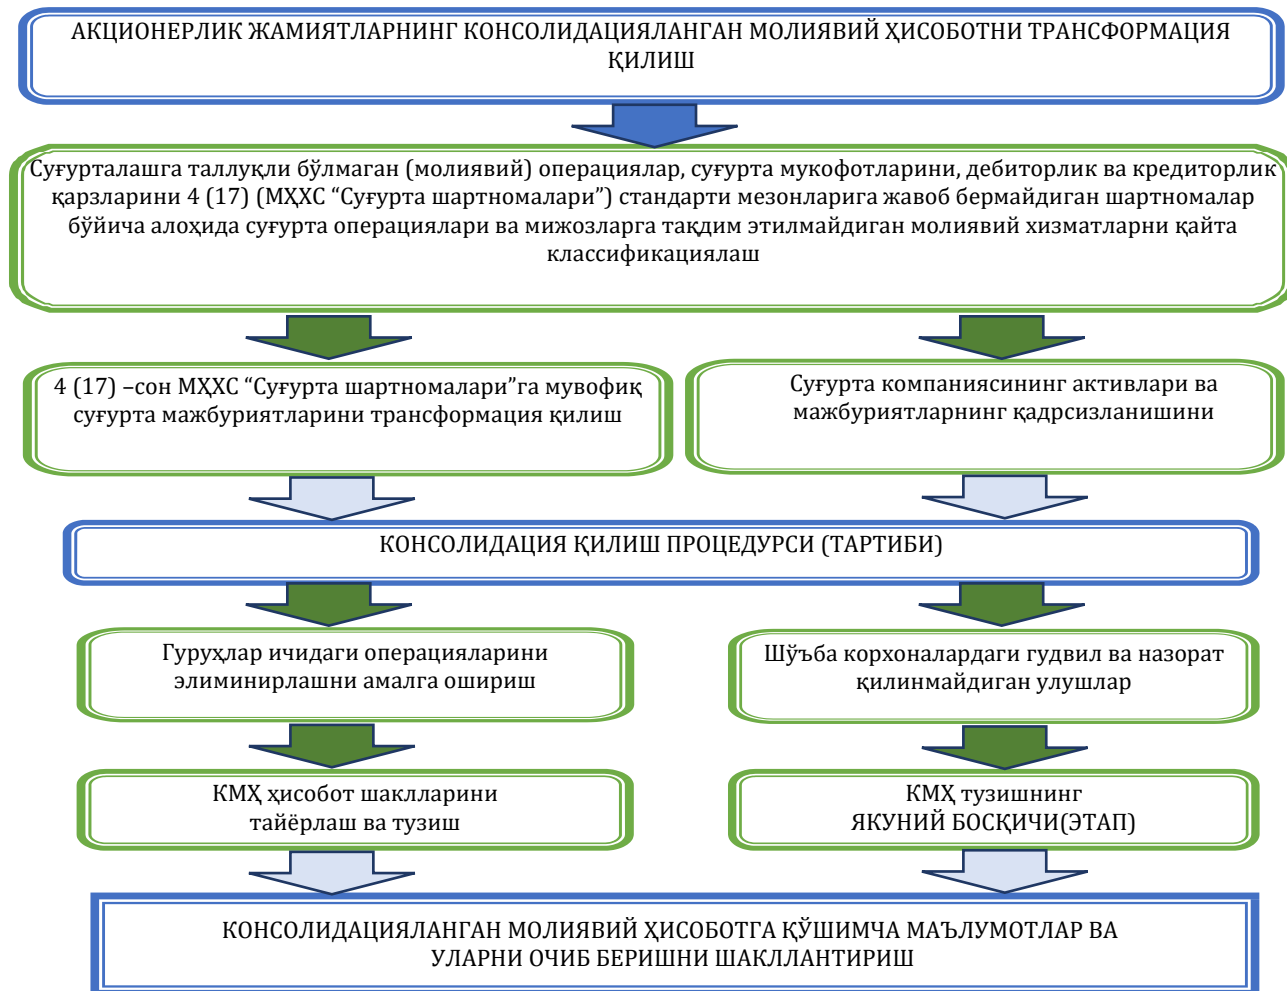 АКЦИОНЕРЛИК ЖАМИЯТЛАРНИНГ КОНСОЛИДАЦИЯЛАНГАН МОЛИЯВИЙ ҲИСОБОТНИ ТРАНСФОРМАЦИЯ
ҚИЛИШ
Суғурталашга таллуқли бўлмаган (молиявий) операциялар, суғурта мукофотларини, дебиторлик ва кредиторлик
қарзларини 4 (17) (МҲХС “Суғурта шартномалари”) стандарти мезонларига жавоб бермайдиган шартномалар
бўйича алоҳида суғурта операциялари ва мижозларга тақдим этилмайдиган молиявий хизматларни қайта
классификациялаш
4 (17) –сон МҲХС “Суғурта шартномалари”га мувофиқ
суғурта мажбуриятларини трансформация қилиш
Суғурта компаниясининг активлари ва
мажбуриятларнинг қадрсизланишини
КОНСОЛИДАЦИЯ ҚИЛИШ ПРОЦЕДУРСИ (ТАРТИБИ)
Гуруҳлар ичидаги операцияларини
элиминирлашни амалга ошириш
Шўъба корхоналардаги гудвил ва назорат
қилинмайдиган улушлар
КМҲ ҳисобот шаклларини
тайёрлаш ва тузиш
КМҲ тузишнинг
ЯКУНИЙ БОСҚИЧИ(ЭТАП)
КОНСОЛИДАЦИЯЛАНГАН МОЛИЯВИЙ ҲИСОБОТГА ҚЎШИМЧА МАЪЛУМОТЛАР ВА
УЛАРНИ ОЧИБ БЕРИШНИ ШАКЛЛАНТИРИШ